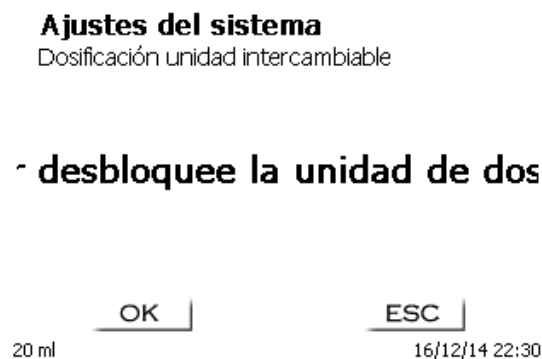 Ajustes del sistema
Dosificación unidad intercambiable
desbloquee la unidad de dos
OK ESC
20 ml 16/12/14 22:30